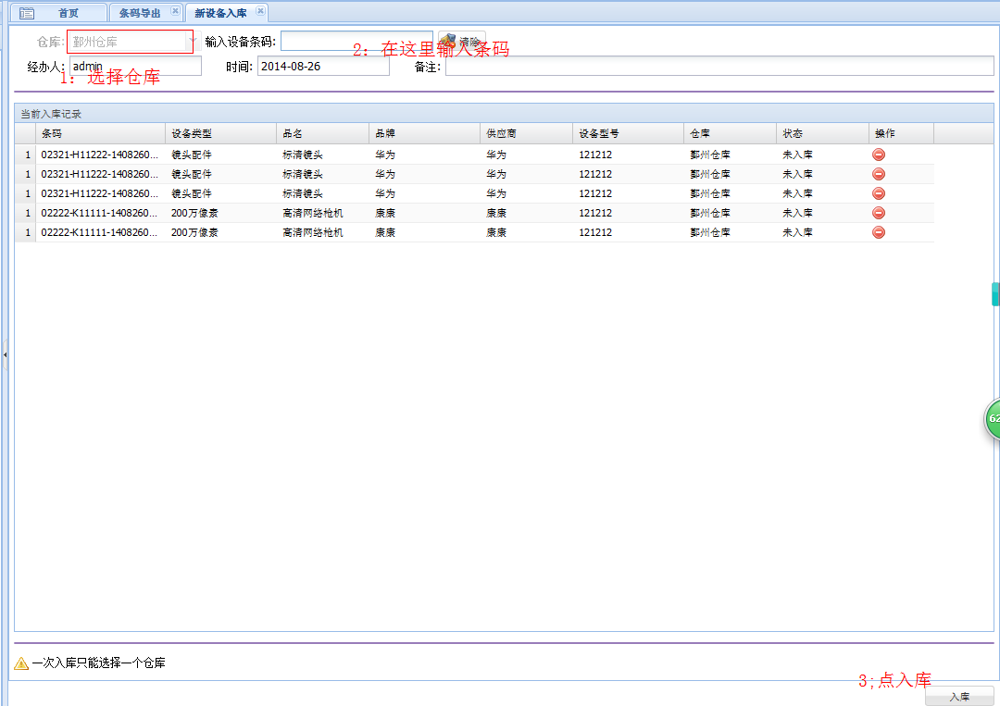 首页 条码导出 新设备入库
仓库: 鄞州仓库 输入设备条码: 清除
2：在这里输入条码
经办人: admin 时间: 2014-08-26 备注:
1：选择仓库
当前入库记录
条码 设备类型 品名 品牌 供应商 设备型号 仓库 状态 操作
1 02321-H11222-1408260... 镜头配件 标清镜头 华为 华为 121212 鄞州仓库 未入库
1 02321-H11222-1408260... 镜头配件 标清镜头 华为 华为 121212 鄞州仓库 未入库
1 02321-H11222-1408260... 镜头配件 标清镜头 华为 华为 121212 鄞州仓库 未入库
1 02222-K11111-1408260... 200万像素 高清网络枪机 康康 康康 121212 鄞州仓库 未入库
1 02222-K11111-1408260... 200万像素 高清网络枪机 康康 康康 121212 鄞州仓库 未入库
62
一次入库只能选择一个仓库
3;点入库
入库